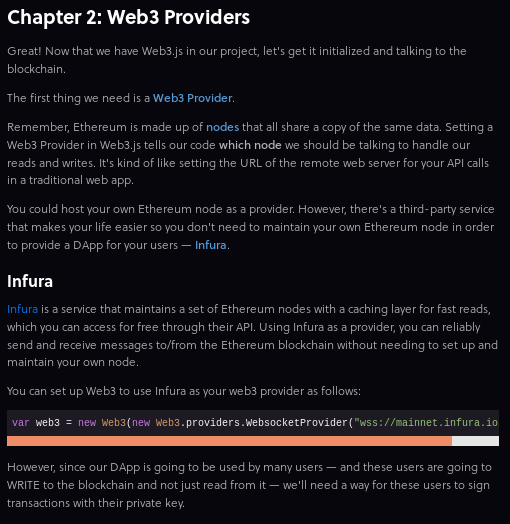 Chapter 2: Web3 Providers
Great! Now that we have Web3.js in our project, let's get it initialized and talking to the
blockchain.
The first thing we need is a Web3 Provider.
Remember, Ethereum is made up of nodes that all share a copy of the same data. Setting a
Web3 Provider in Web3.js tells our code which node we should be talking to handle our
reads and writes. It's kind of like setting the URL of the remote web server for your API calls
in a traditional web app.
You could host your own Ethereum node as a provider. However, there's a third-party service
that makes your life easier so you don't need to maintain your own Ethereum node in order
to provide a DApp for your users — Infura.
Infura
Infura is a service that maintains a set of Ethereum nodes with a caching layer for fast reads,
which you can access for free through their API. Using Infura as a provider, you can reliably
send and receive messages to/from the Ethereum blockchain without needing to set up and
maintain your own node.
You can set up Web3 to use Infura as your web3 provider as follows:
var web3 = new Web3(new Web3.providers.WebsocketProvider("wss://mainnet.infura.io
However, since our DApp is going to be used by many users — and these users are going to
WRITE to the blockchain and not just read from it — we'll need a way for these users to sign
transactions with their private key.